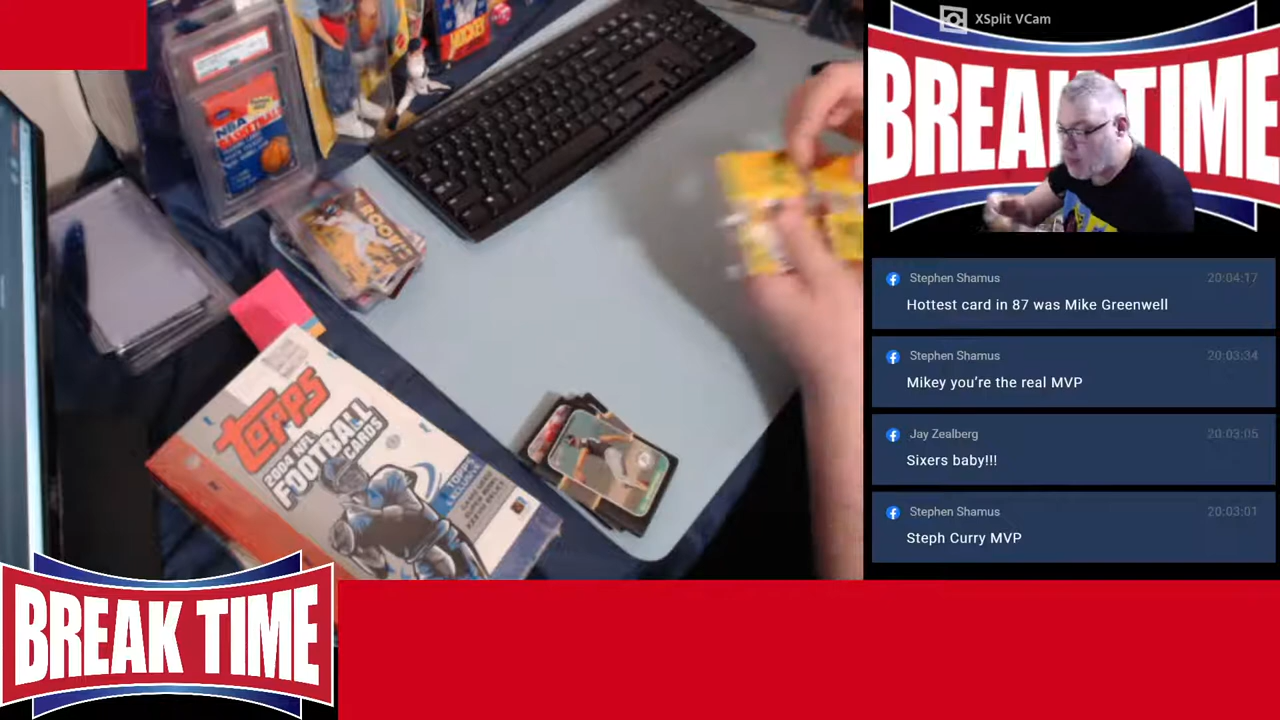 XSplit VCam
BREAK TIME
NBA
BASKETBALL
HOCKEY
Stephen Shamus 20:04:17
Hottest card in 87 was Mike Greenwell
Stephen Shamus 20:03:34
Mikey you're the real MVP
Jay Zealberg 20:03:05
Sixers baby!!!
Stephen Shamus 20:03:01
Steph Curry MVP
topps
2004 NFL
FOOTBALL
CARDS
BREAK TIME